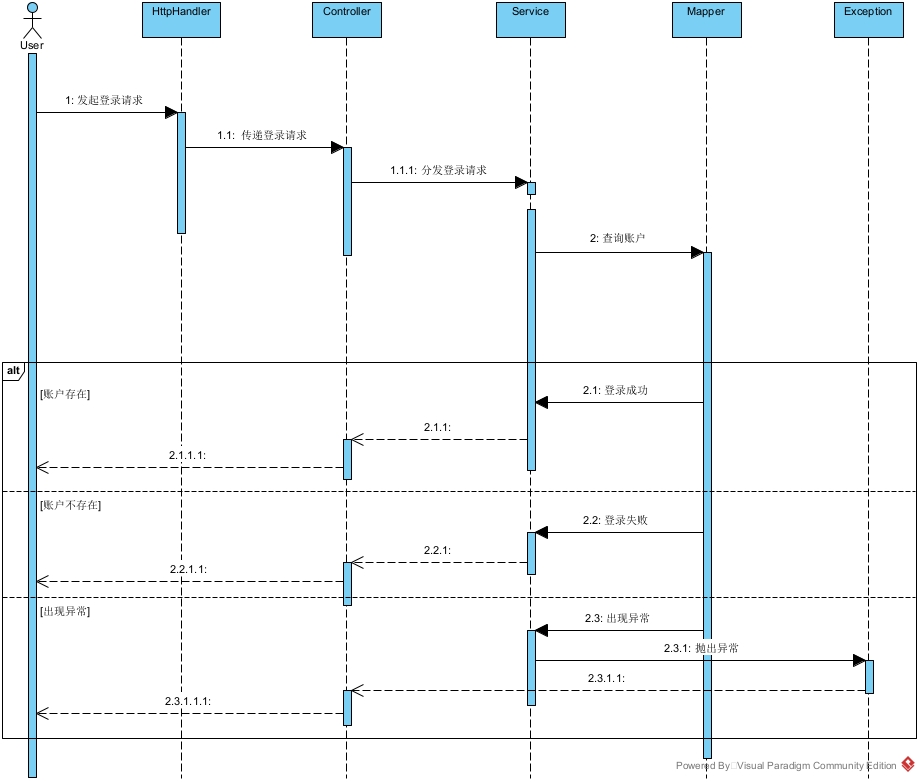 HttpHandler
Controller
Service
Mapper
Exception
User
1: 发起登录请求
1.1: 传递登录请求
1.1.1: 分发登录请求
2: 查询账户
alt
[账户存在]
2.1: 登录成功
2.1.1:
2.1.1.1:
[账户不存在]
2.2: 登录失败
2.2.1:
2.2.1.1:
[出现异常]
2.3: 出现异常
2.3.1: 抛出异常
2.3.1.1:
2.3.1.1.1:
Powered By Visual Paradigm Community Edition